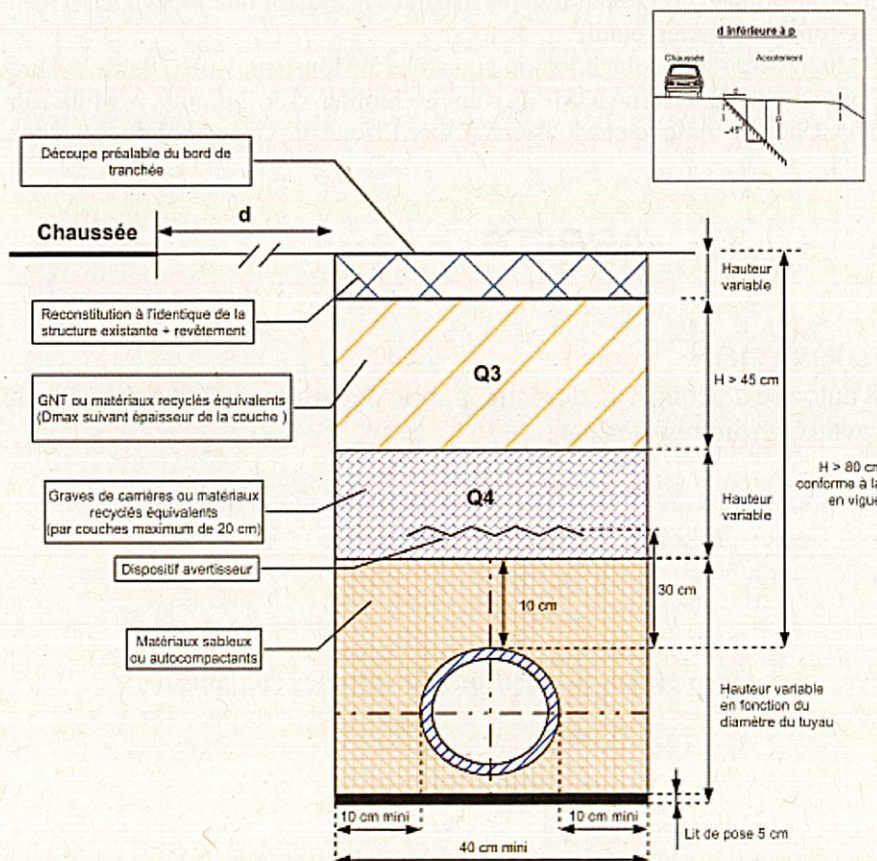 d inférieure à p
Chaussée
Accotement
d
p
45°
Découpe préalable du bord de
tranchée
Chaussée
d
Hauteur
variable
Reconstitution à l'identique de la
structure existante + revêtement
Q3
GNT ou matériaux recyclés équivalents
(Dmax suivant épaisseur de la couche )
H > 45 cm
H > 80 cm
conforme à la
en vigue
Graves de carrières ou matériaux
recyclés équivalents
(par couches maximum de 20 cm)
Q4
Hauteur
variable
Dispositif avertisseur
10 cm
30 cm
Matériaux sableux
ou autocompactants
Hauteur variable
en fonction du
diamètre du tuyau
10 cm mini
10 cm mini
Lit de pose 5 cm
40 cm mini